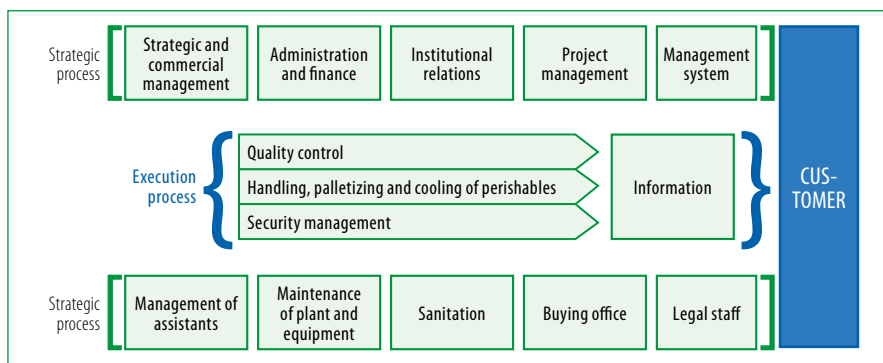 Strategic
process
Strategic and
commercial
management
Administration
and finance
Institutional
relations
Project
management
Management
system
Execution
process
Quality control
Handling, palletizing and cooling of perishables
Security management
Information
CUS-
TOMER
Strategic
process
Management of
assistants
Maintenance
of plant and
equipment
Sanitation
Buying office
Legal staff